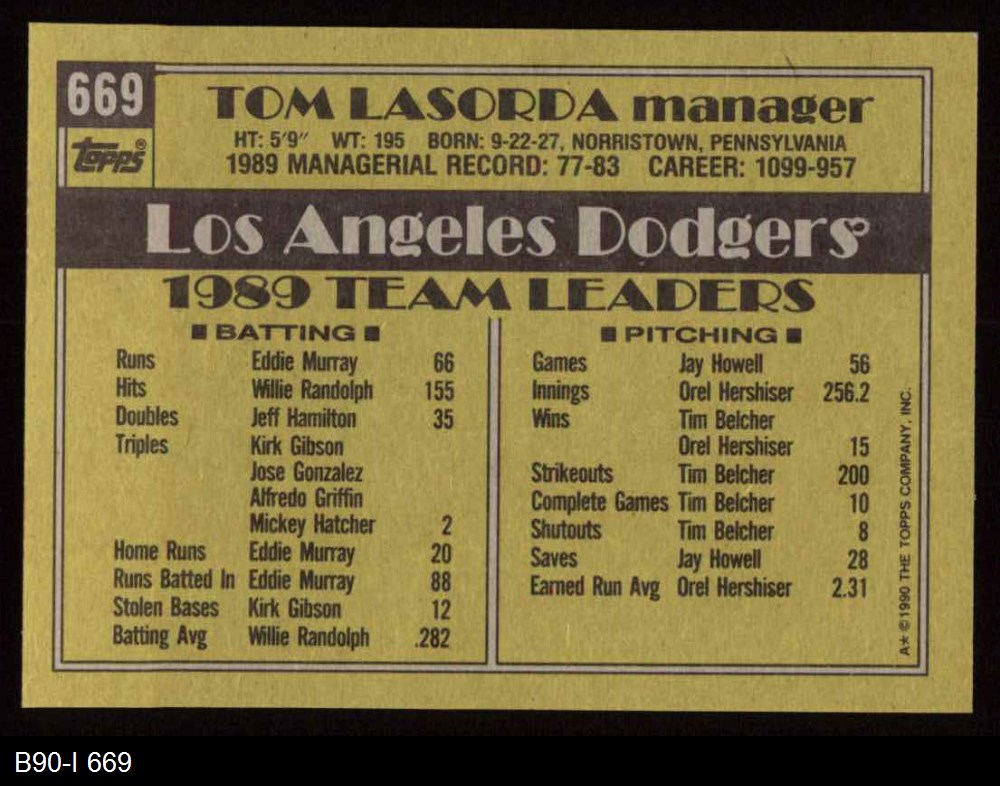 669
topps®
TOM LASORDA manager
HT: 5'9" WT: 195 BORN: 9-22-27, NORRISTOWN, PENNSYLVANIA
1989 MANAGERIAL RECORD: 77-83 CAREER: 1099-957
Los Angeles Dodgers
1989 TEAM LEADERS
■ BATTING ■
Runs Eddie Murray 66
Hits Willie Randolph 155
Doubles Jeff Hamilton 35
Triples Kirk Gibson
Jose Gonzalez
Alfredo Griffin
Mickey Hatcher 2
Home Runs Eddie Murray 20
Runs Batted In Eddie Murray 88
Stolen Bases Kirk Gibson 12
Batting Avg Willie Randolph .282
■ PITCHING ■
Games Jay Howell 56
Innings Orel Hershiser 256.2
Wins Tim Belcher
Orel Hershiser 15
Strikeouts Tim Belcher 200
Complete Games Tim Belcher 10
Shutouts Tim Belcher 8
Saves Jay Howell 28
Earned Run Avg Orel Hershiser 2.31
A★ ©1990 THE TOPPS COMPANY, INC.
B90-I 669